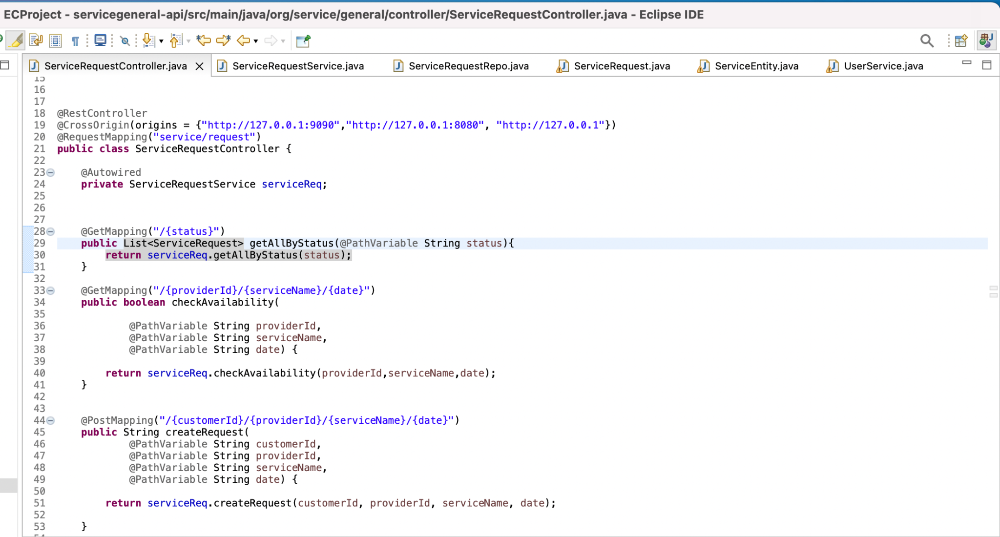 ECProject - servicegeneral-api/src/main/java/org/service/general/controller/ServiceRequestController.java - Eclipse IDE
ServiceRequestController.java ServiceRequestService.java ServiceRequestRepo.java ServiceRequest.java ServiceEntity.java UserService.java
15
16
17
18 @RestController
19 @CrossOrigin(origins = {"http://127.0.0.1:9090","http://127.0.0.1:8080", "http://127.0.0.1"})
20 @RequestMapping("service/request")
21 public class ServiceRequestController {
22
23 @Autowired
24 private ServiceRequestService serviceReq;
25
26
27
28 @GetMapping("/{status}")
29 public List<ServiceRequest> getAllByStatus(@PathVariable String status){
30 return serviceReq.getAllByStatus(status);
31 }
32
33 @GetMapping("/{providerId}/{serviceName}/{date}")
34 public boolean checkAvailability(
35
36 @PathVariable String providerId,
37 @PathVariable String serviceName,
38 @PathVariable String date) {
39
40 return serviceReq.checkAvailability(providerId,serviceName,date);
41 }
42
43
44 @PostMapping("/{customerId}/{providerId}/{serviceName}/{date}")
45 public String createRequest(
46 @PathVariable String customerId,
47 @PathVariable String providerId,
48 @PathVariable String serviceName,
49 @PathVariable String date) {
50
51 return serviceReq.createRequest(customerId, providerId, serviceName, date);
52
53 }